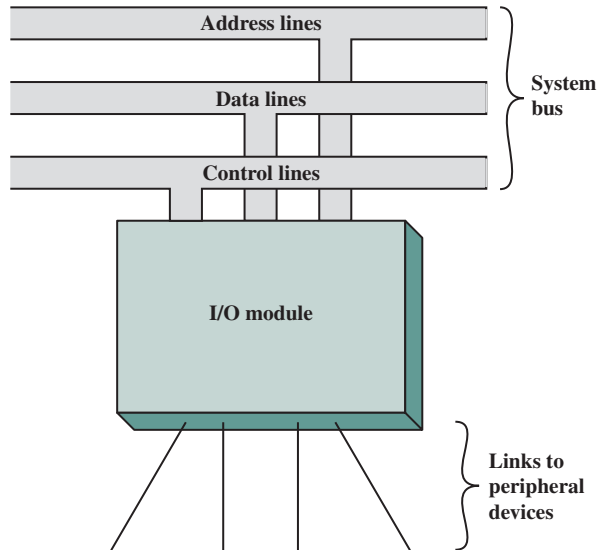 Address lines
Data lines
System
bus
Control lines
I/O module
Links to
peripheral
devices